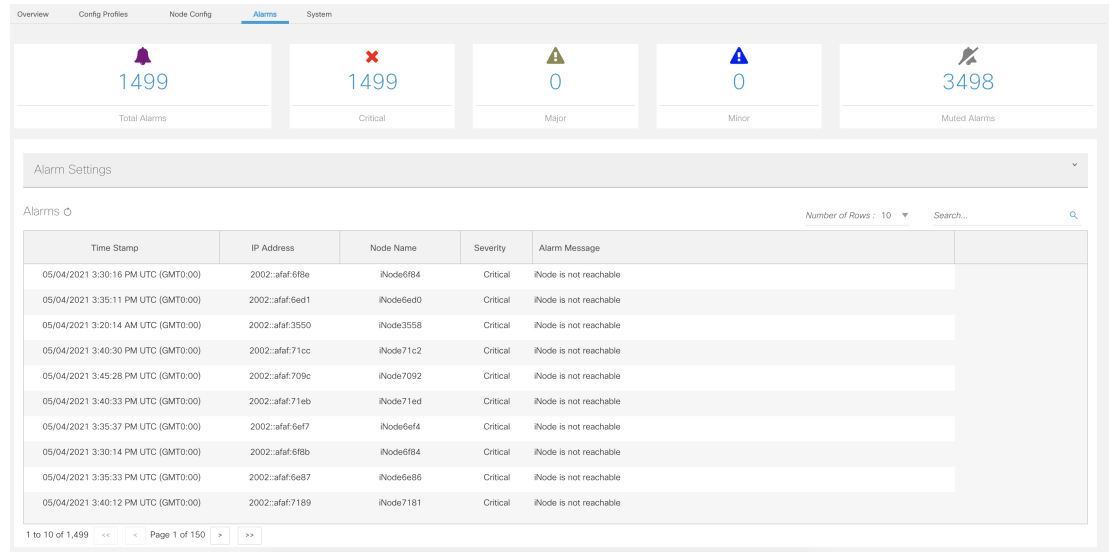 Overview Config Profiles Node Config Alarms System
1499 1499 0 0 3498
Total Alarms Critical Major Minor Muted Alarms
Alarm Settings
Alarms Number of Rows : 10 Search...
Time Stamp IP Address Node Name Severity Alarm Message
05/04/2021 3:30:16 PM UTC (GMT0:00) 2002::afaf:6f8e iNode6f84 Critical iNode is not reachable
05/04/2021 3:35:11 PM UTC (GMT0:00) 2002::afaf:6ed1 iNode6ed0 Critical iNode is not reachable
05/04/2021 3:20:14 AM UTC (GMT0:00) 2002::afaf:3550 iNode3558 Critical iNode is not reachable
05/04/2021 3:40:30 PM UTC (GMT0:00) 2002::afaf:71cc iNode71c2 Critical iNode is not reachable
05/04/2021 3:45:28 PM UTC (GMT0:00) 2002::afaf:709c iNode7092 Critical iNode is not reachable
05/04/2021 3:40:33 PM UTC (GMT0:00) 2002::afaf:71eb iNode71ed Critical iNode is not reachable
05/04/2021 3:35:37 PM UTC (GMT0:00) 2002::afaf:6ef7 iNode6ef4 Critical iNode is not reachable
05/04/2021 3:30:14 PM UTC (GMT0:00) 2002::afaf:6f8b iNode6f84 Critical iNode is not reachable
05/04/2021 3:35:33 PM UTC (GMT0:00) 2002::afaf:6e87 iNode6e86 Critical iNode is not reachable
05/04/2021 3:40:12 PM UTC (GMT0:00) 2002::afaf:7189 iNode7181 Critical iNode is not reachable
1 to 10 of 1,499 << < Page 1 of 150 > >>